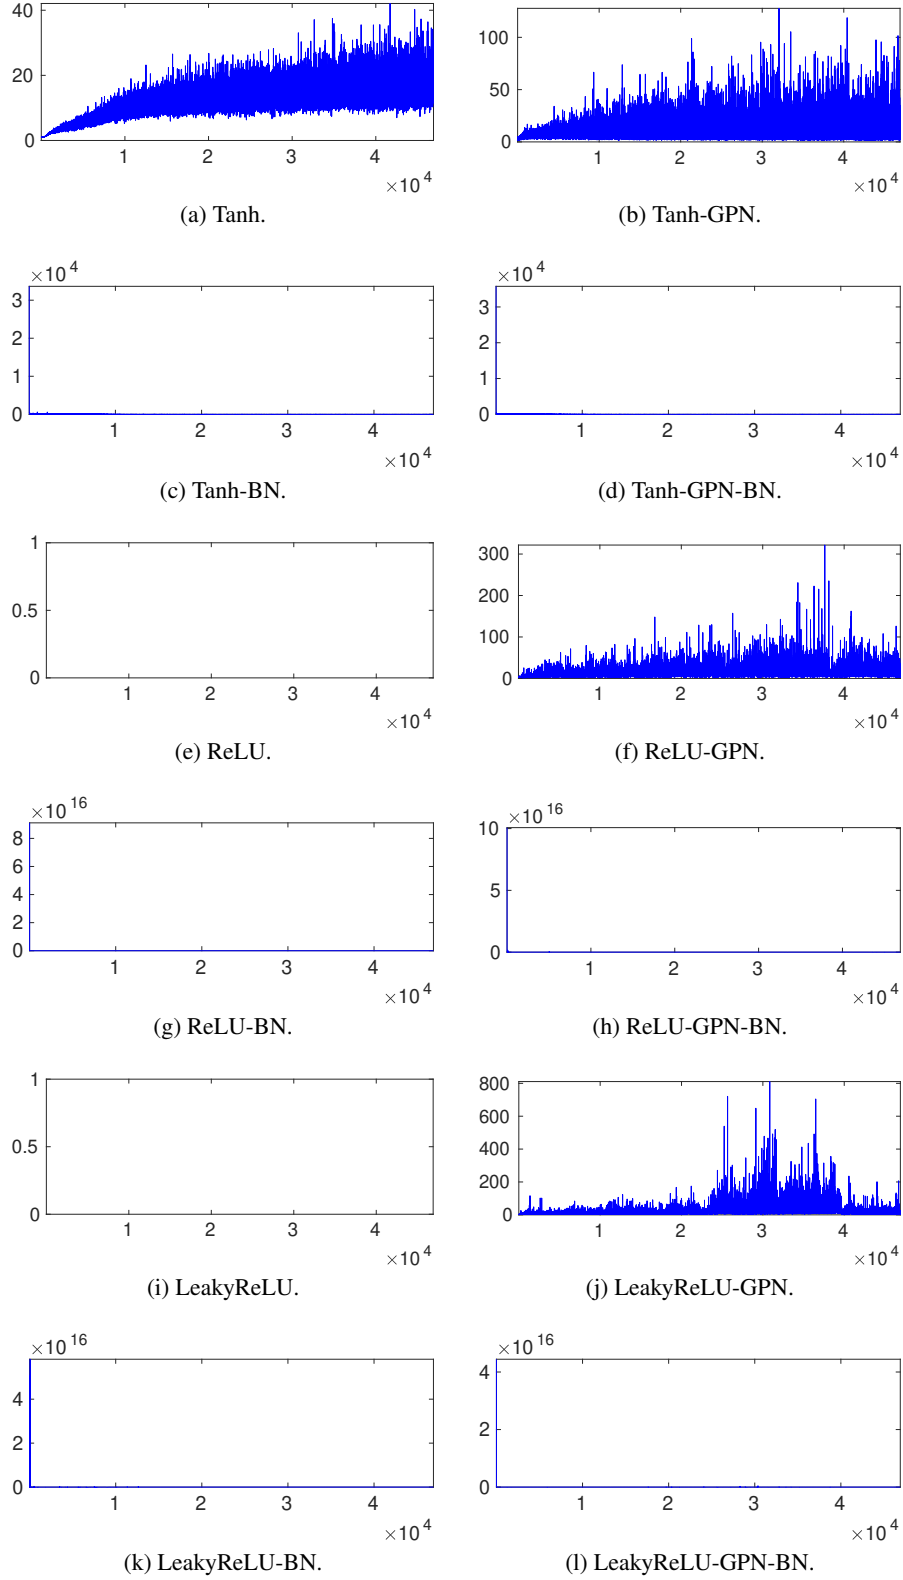 40
20
0
1 2 3 4
×10 4
(a) Tanh.
100
50
0
1 2 3 4
×10 4
(b) Tanh-GPN.
×10 4
3
2
1
0
1 2 3 4
×10 4
(c) Tanh-BN.
×10 4
3
2
1
0
1 2 3 4
×10 4
(d) Tanh-GPN-BN.
1
0.5
0
1 2 3 4
×10 4
(e) ReLU.
300
200
100
0
1 2 3 4
×10 4
(f) ReLU-GPN.
×10 16
8
6
4
2
0
1 2 3 4
×10 4
(g) ReLU-BN.
×10 16
10
5
0
1 2 3 4
×10 4
(h) ReLU-GPN-BN.
1
0.5
0
1 2 3 4
×10 4
(i) LeakyReLU.
800
600
400
200
0
1 2 3 4
×10 4
(j) LeakyReLU-GPN.
×10 16
4
2
0
1 2 3 4
×10 4
(k) LeakyReLU-BN.
×10 16
4
2
0
1 2 3 4
×10 4
(l) LeakyReLU-GPN-BN.